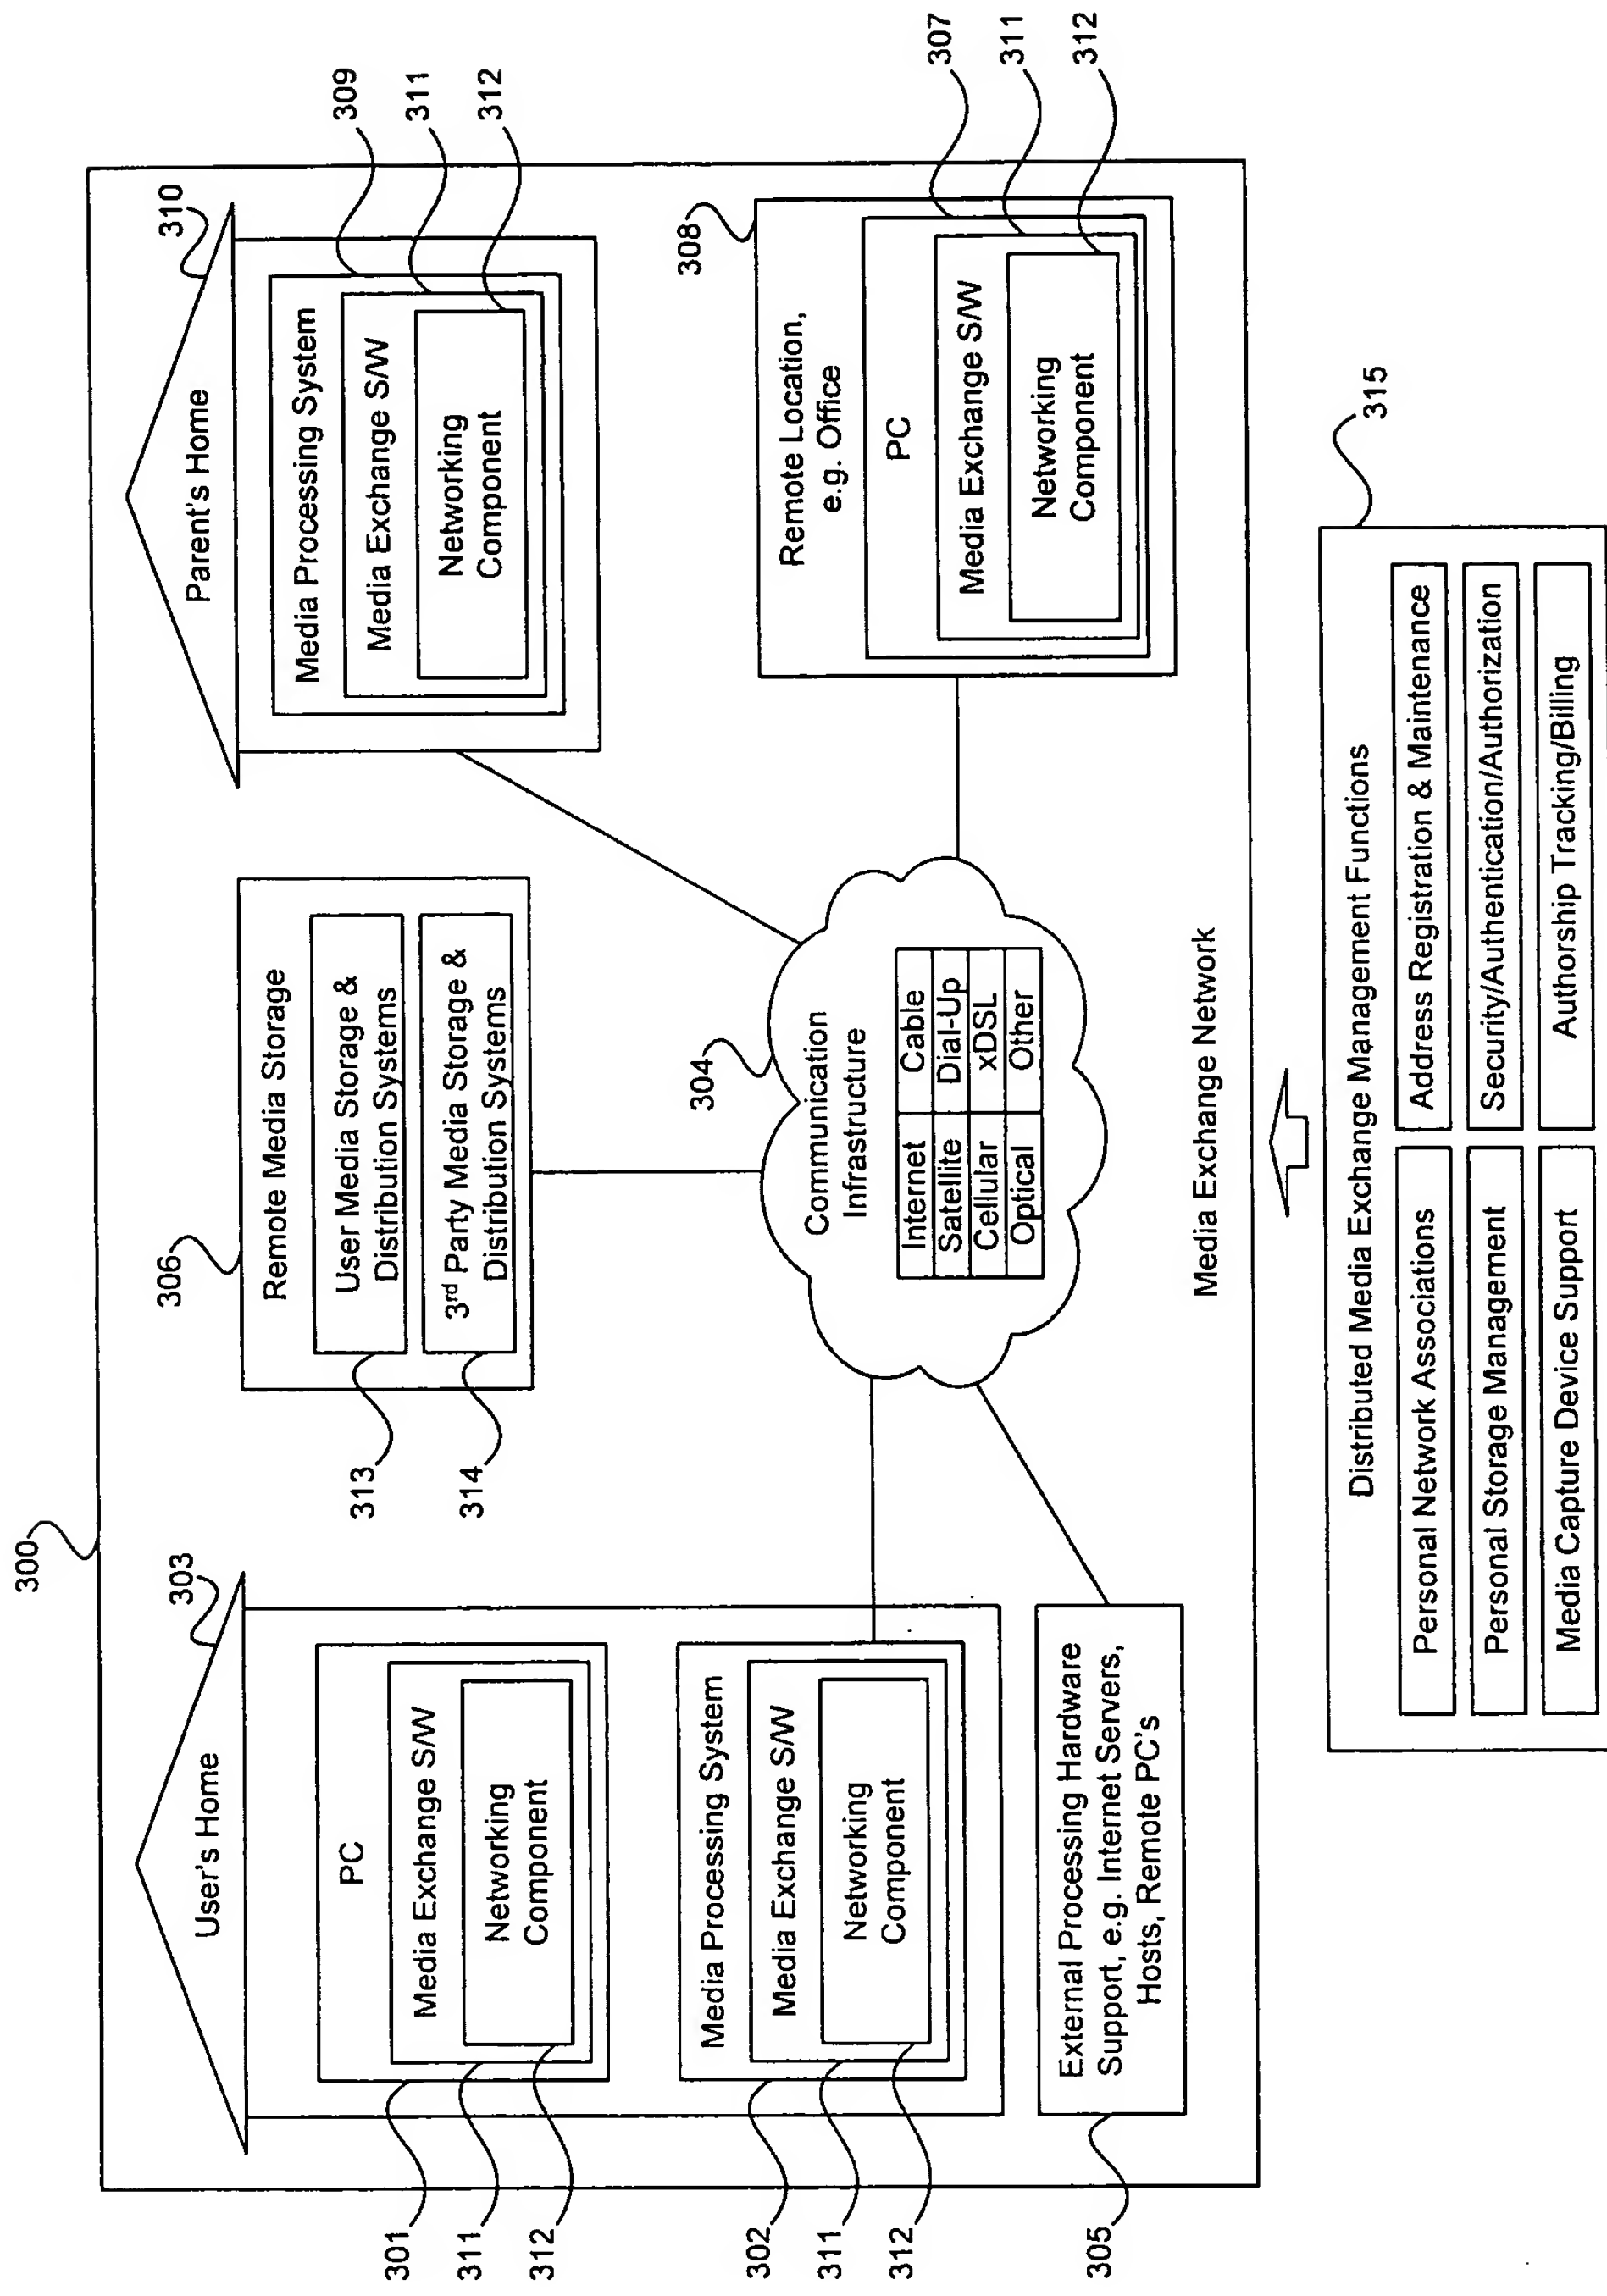 300
303
User's Home
PC
Media Exchange S/W
Networking
Component
301
311
312
Media Processing System
Media Exchange S/W
Networking
Component
302
311
312
External Processing Hardware
Support, e.g. Internet Servers,
Hosts, Remote PC's
305
306
Remote Media Storage
User Media Storage &
Distribution Systems
3rd Party Media Storage &
Distribution Systems
313
314
304
Communication
Infrastructure
Internet Cable
Satellite Dial-Up
Cellular xDSL
Optical Other
310
Parent's Home
Media Processing System
Media Exchange S/W
Networking
Component
309
311
312
308
Remote Location,
e.g. Office
PC
Media Exchange S/W
Networking
Component
307
311
312
Media Exchange Network
315
Distributed Media Exchange Management Functions
Personal Network Associations
Address Registration & Maintenance
Personal Storage Management
Security/Authentication/Authorization
Media Capture Device Support
Authorship Tracking/Billing